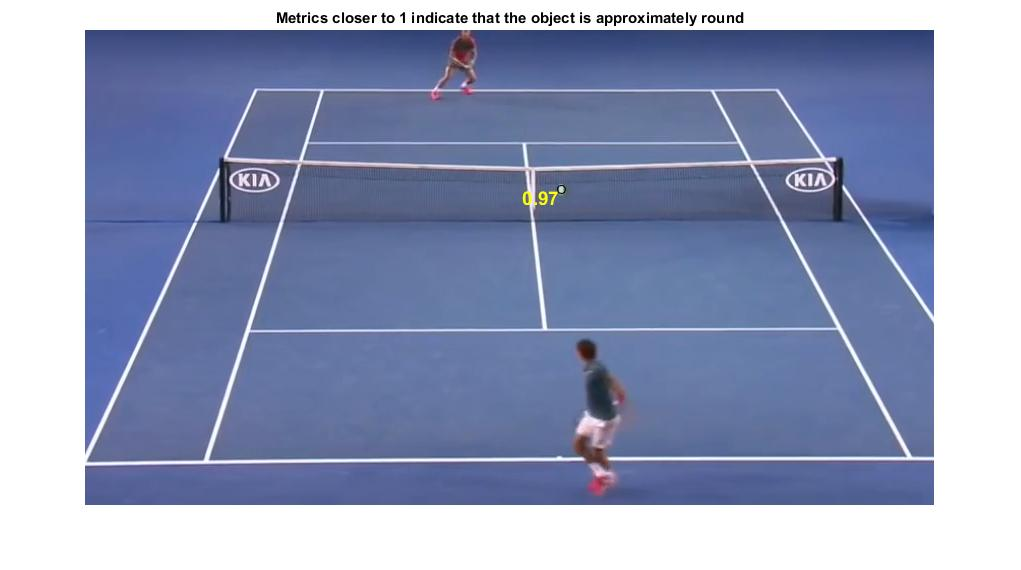 Metrics closer to 1 indicate that the object is approximately round
KIA
KIA
0.97